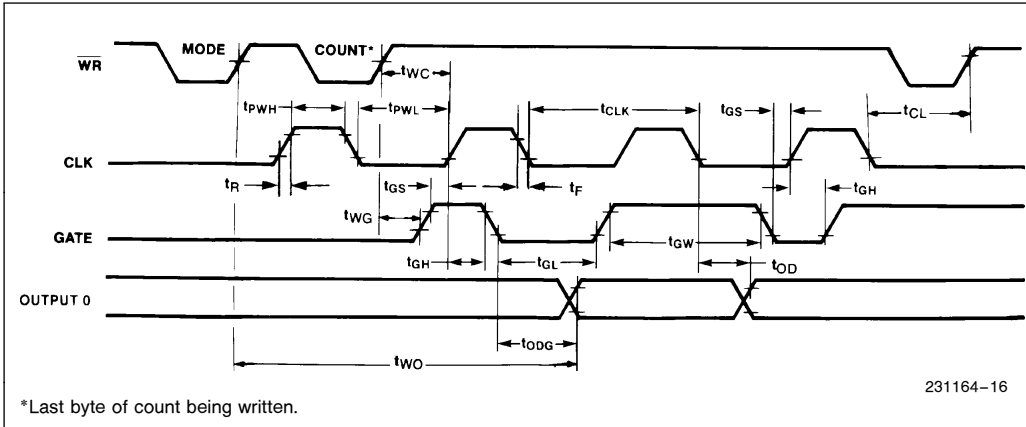 MODE COUNT*
WR
tWC
tPWH tPWL tCLK tGS tCL
CLK
tR tGS tF tGH
tWG
GATE
tGH tGL tGW tOD
OUTPUT 0
tODG
tWO
231164–16
*Last byte of count being written.